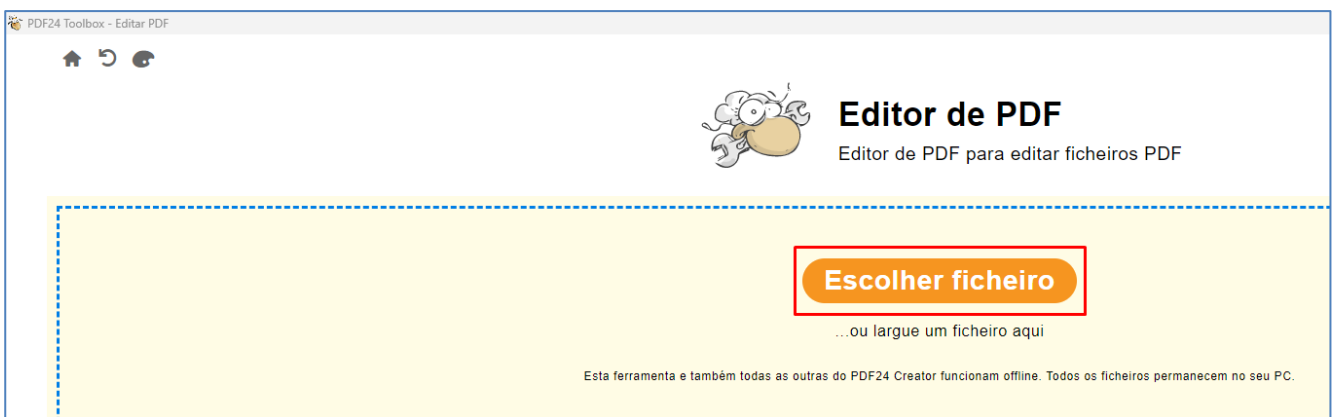 PDF24 Toolbox - Editar PDF
Editor de PDF
Editor de PDF para editar ficheiros PDF
Escolher ficheiro
...ou largue um ficheiro aqui
Esta ferramenta e também todas as outras do PDF24 Creator funcionam offline. Todos os ficheiros permanecem no seu PC.